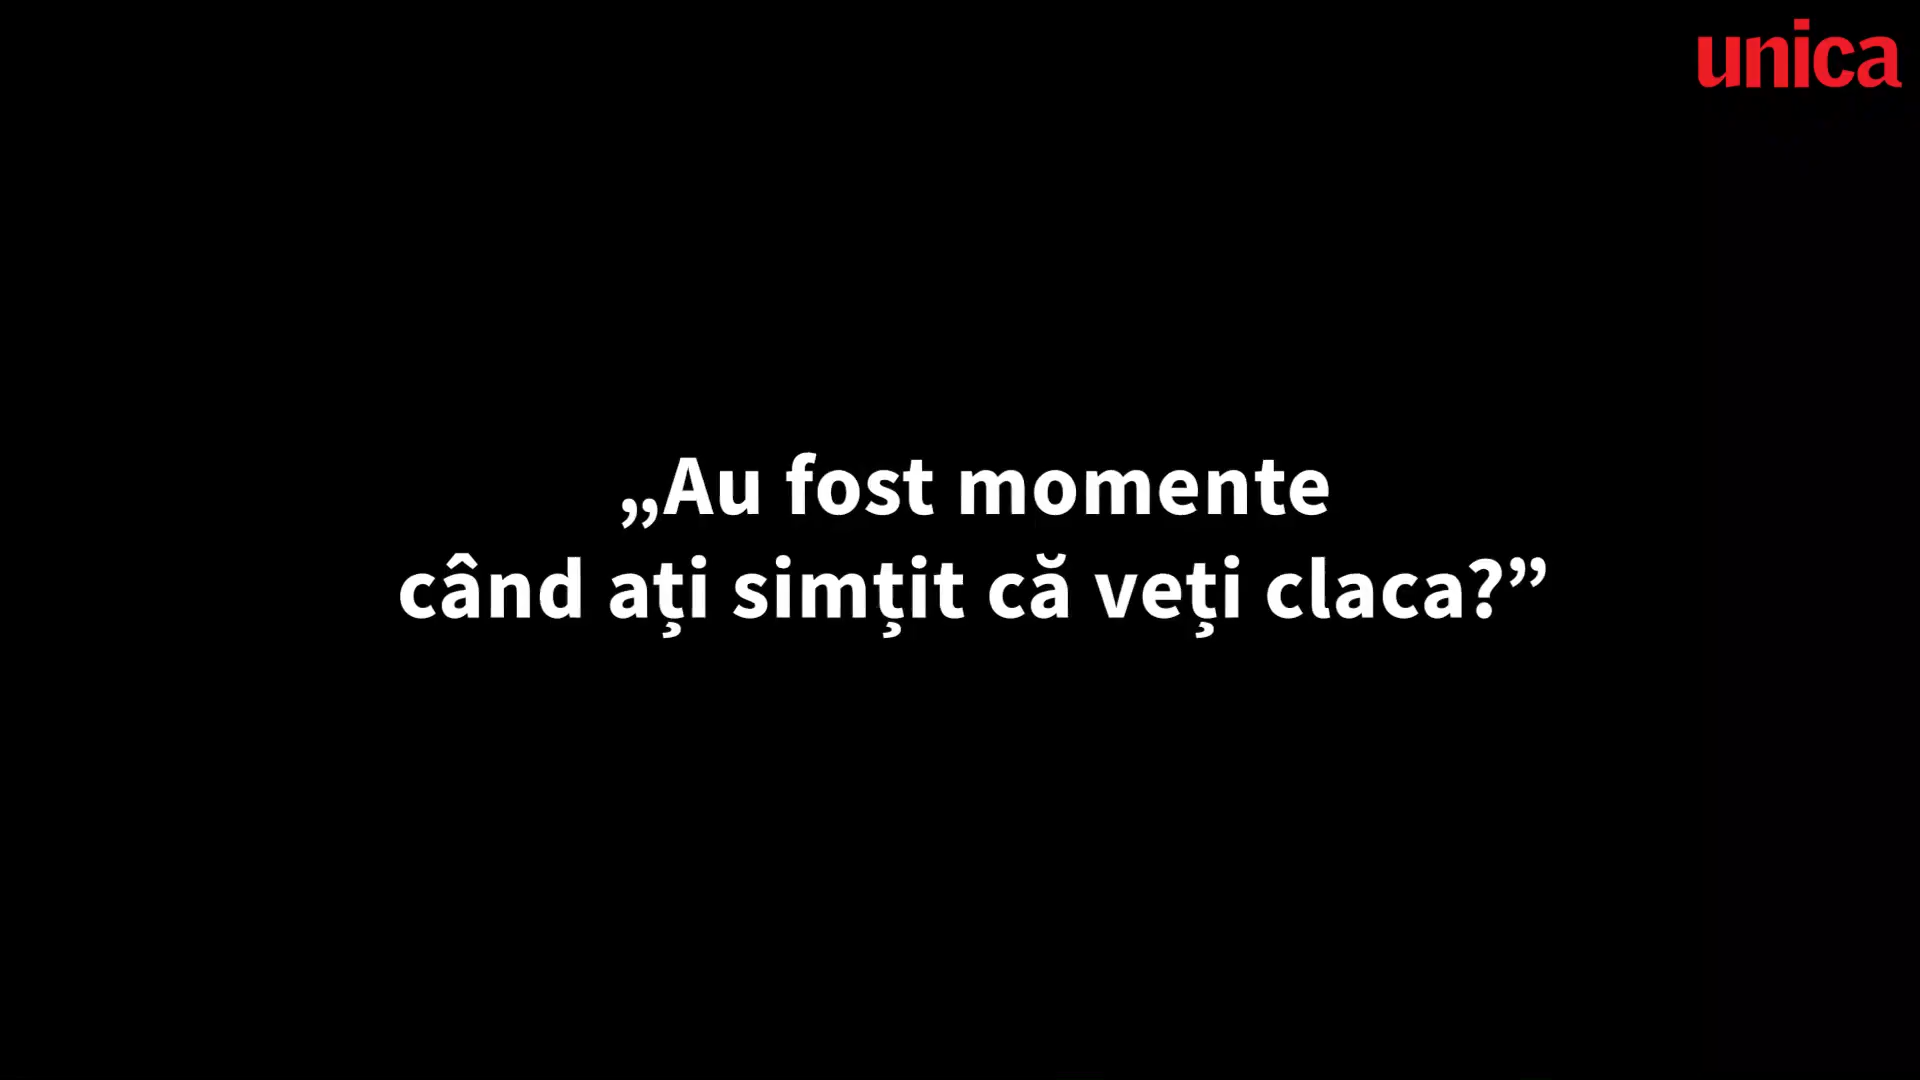 unica
„Au fost momente
când ați simțit că veți claca?”